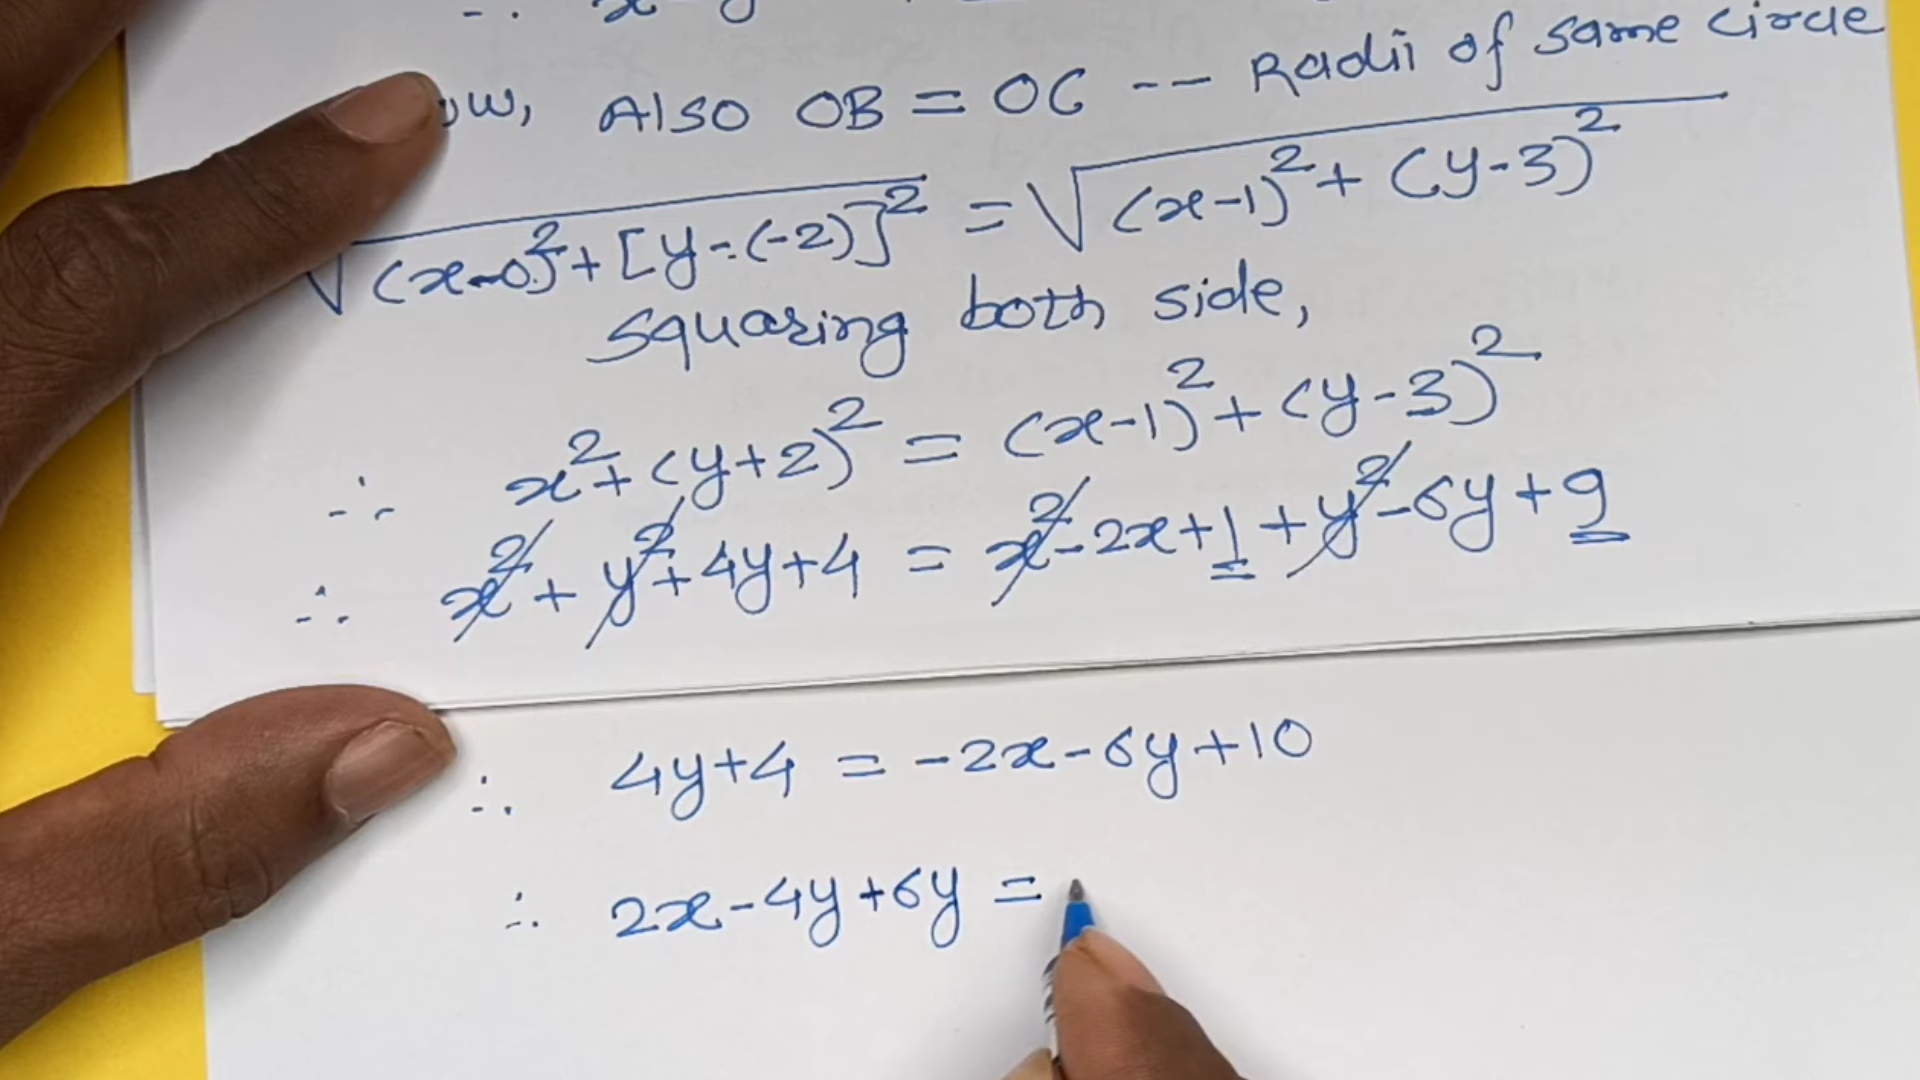 ∴ x y
ow, Also OB = OC -- Radii of same circle
√(x-0)² + [y-(-2)]² = √(x-1)² + (y-3)²
squaring both side,
∴ x² + (y+2)² = (x-1)² + (y-3)²
∴ x² + y² + 4y + 4 = x² - 2x + 1 + y² - 6y + 9
∴ 4y + 4 = -2x - 6y + 10
∴ 2x - 4y + 6y =